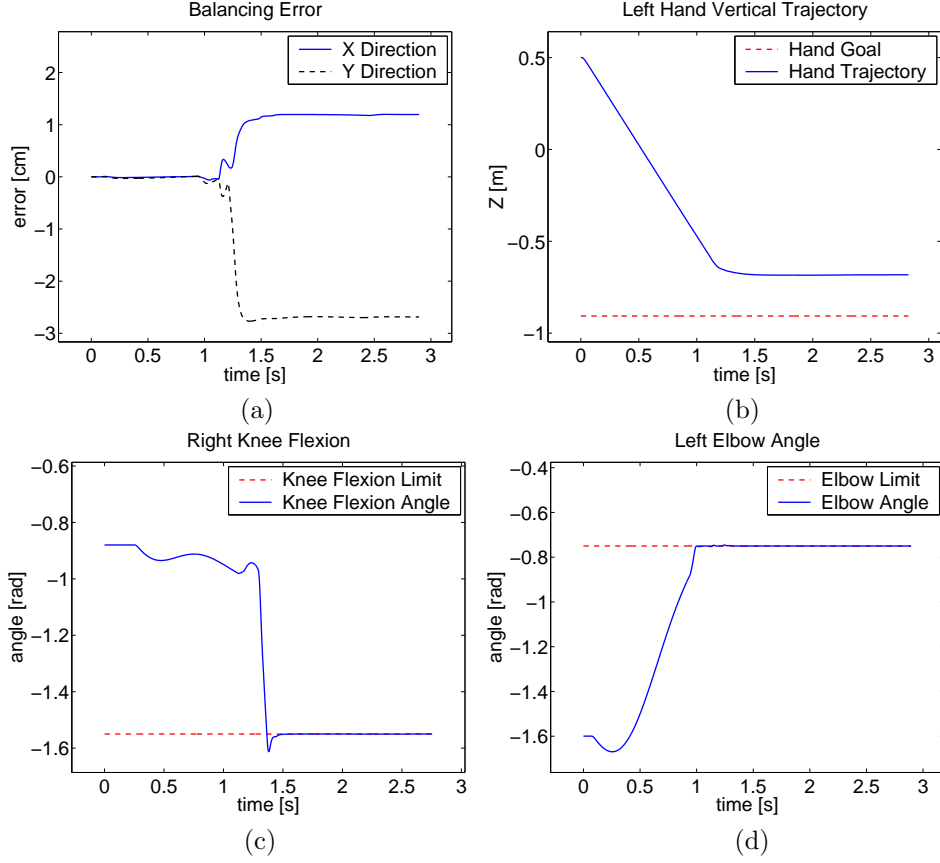 Balancing Error
X Direction
Y Direction
2
1
0
−1
−2
−3
error [cm]
0 0.5 1 1.5 2 2.5 3
time [s]
(a)
Left Hand Vertical Trajectory
Hand Goal
Hand Trajectory
0.5
0
−0.5
−1
Z [m]
0 0.5 1 1.5 2 2.5 3
time [s]
(b)
Right Knee Flexion
Knee Flexion Limit
Knee Flexion Angle
−0.6
−0.8
−1
−1.2
−1.4
−1.6
angle [rad]
0 0.5 1 1.5 2 2.5 3
time [s]
(c)
Left Elbow Angle
Elbow Limit
Elbow Angle
−0.4
−0.6
−0.8
−1
−1.2
−1.4
−1.6
angle [rad]
0 0.5 1 1.5 2 2.5 3
time [s]
(d)